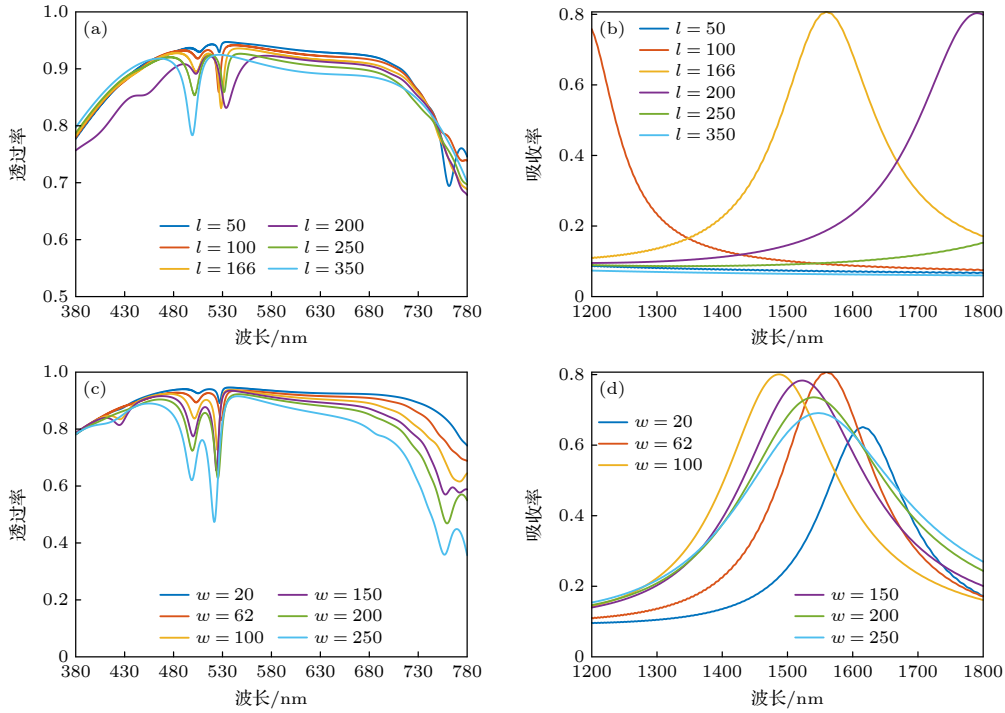 (a)
1.0
0.9
0.8
0.7
0.6
0.5
透过率
l = 50
l = 100
l = 166
l = 200
l = 250
l = 350
380 430 480 530 580 630 680 730 780
波长/nm
(b)
0.8
0.6
0.4
0.2
0
吸收率
l = 50
l = 100
l = 166
l = 200
l = 250
l = 350
1200 1300 1400 1500 1600 1700 1800
波长/nm
(c)
1.0
0.8
0.6
0.4
0.2
0
透过率
w = 20
w = 62
w = 100
w = 150
w = 200
w = 250
380 430 480 530 580 630 680 730 780
波长/nm
(d)
0.8
0.6
0.4
0.2
0
吸收率
w = 20
w = 62
w = 100
w = 150
w = 200
w = 250
1200 1300 1400 1500 1600 1700 1800
波长/nm